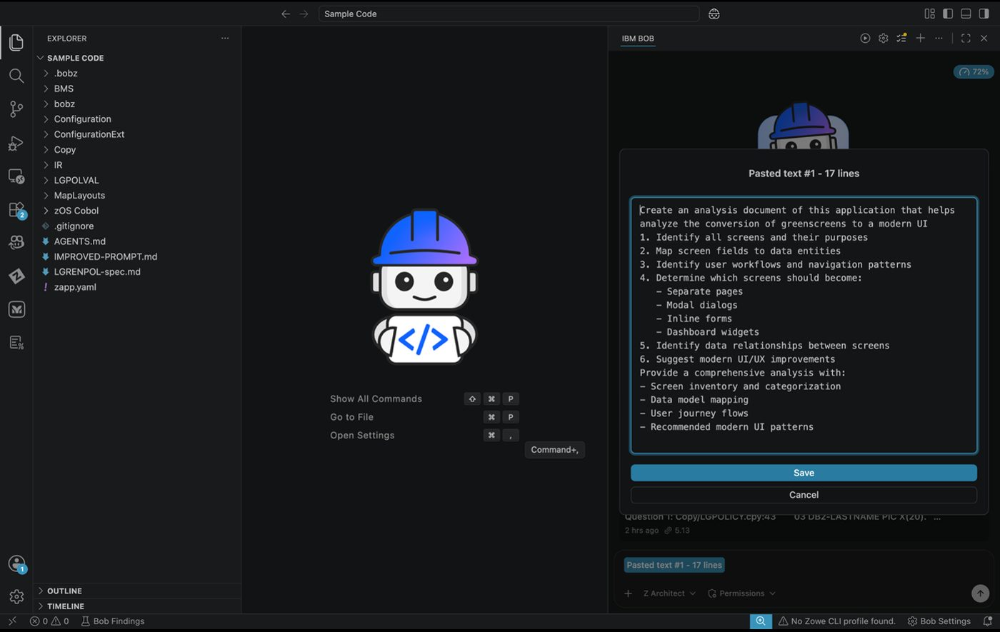 Sample Code
EXPLORER
IBM BOB
SAMPLE CODE
.bobz
BMS
bobz
Configuration
ConfigurationExt
Copy
IR
LGPOLVAL
MapLayouts
zOS Cobol
.gitignore
AGENTS.md
IMPROVED-PROMPT.md
LGRENPOL-spec.md
! zapp.yaml
2
1
OUTLINE
TIMELINE
</>
Show All Commands ⇧ ⌘ P
Go to File ⌘ P
Open Settings ⌘ ,
Command+,
72%
Pasted text #1 - 17 lines
Create an analysis document of this application that helps
analyze the conversion of greenscreens to a modern UI
1. Identify all screens and their purposes
2. Map screen fields to data entities
3. Identify user workflows and navigation patterns
4. Determine which screens should become:
– Separate pages
– Modal dialogs
– Inline forms
– Dashboard widgets
5. Identify data relationships between screens
6. Suggest modern UI/UX improvements
Provide a comprehensive analysis with:
– Screen inventory and categorization
– Data model mapping
– User journey flows
– Recommended modern UI patterns
Save
Cancel
Question 1: Copy/LGPOLICY.cpy:43 03 DB2-LASTNAME PIC X(20). ...
2 hrs ago 5.13
Pasted text #1 - 17 lines
Z Architect
Permissions
0 0 Bob Findings
No Zowe CLI profile found.
Bob Settings